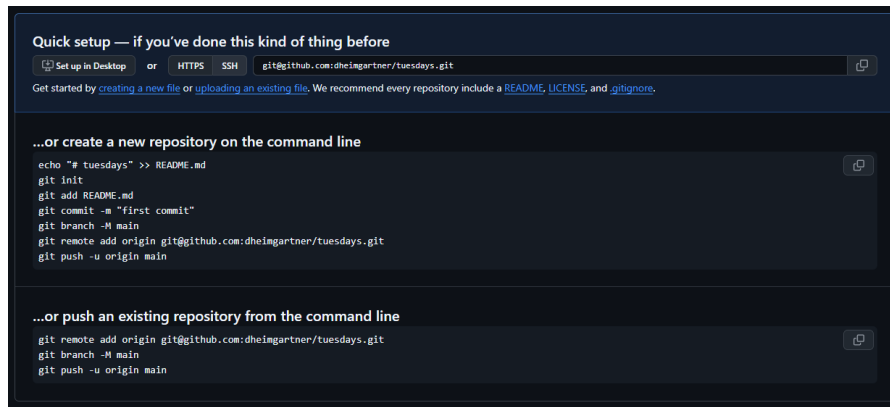 Quick setup — if you've done this kind of thing before
Set up in Desktop or HTTPS SSH git@github.com:dheimgartner/tuesdays.git
Get started by creating a new file or uploading an existing file. We recommend every repository include a README, LICENSE, and .gitignore.
...or create a new repository on the command line
echo "# tuesdays" >> README.md
git init
git add README.md
git commit -m "first commit"
git branch -M main
git remote add origin git@github.com:dheimgartner/tuesdays.git
git push -u origin main
...or push an existing repository from the command line
git remote add origin git@github.com:dheimgartner/tuesdays.git
git branch -M main
git push -u origin main